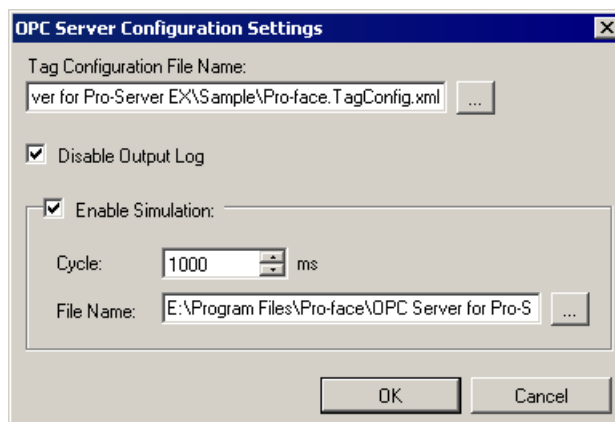 OPC Server Configuration Settings
Tag Configuration File Name:
ver for Pro-Server EX\Sample\Pro-face.TagConfig.xml ...
Disable Output Log
Enable Simulation:
Cycle: 1000 ms
File Name: E:\Program Files\Pro-face\OPC Server for Pro-S ...
OK Cancel